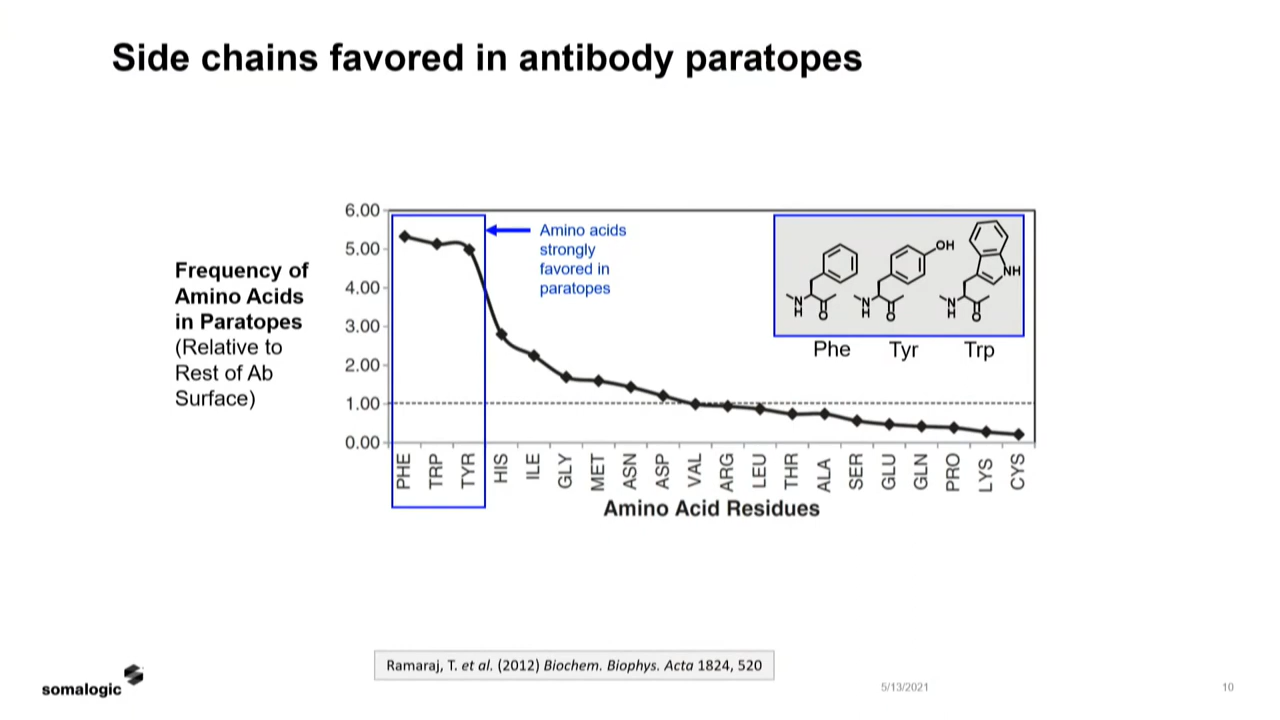 Side chains favored in antibody paratopes
Frequency of
Amino Acids
in Paratopes
(Relative to
Rest of Ab
Surface)
6.00
5.00
4.00
3.00
2.00
1.00
0.00
Amino acids
strongly
favored in
paratopes
N
H
O
N
H
O
OH
N
H
O
NH
Phe Tyr Trp
PHE TRP TYR HIS ILE GLY MET ASN ASP VAL ARG LEU THR ALA SER GLU GLN PRO LYS CYS
Amino Acid Residues
Ramaraj, T. et al. (2012) Biochem. Biophys. Acta 1824, 520
somalogic
5/13/2021
10